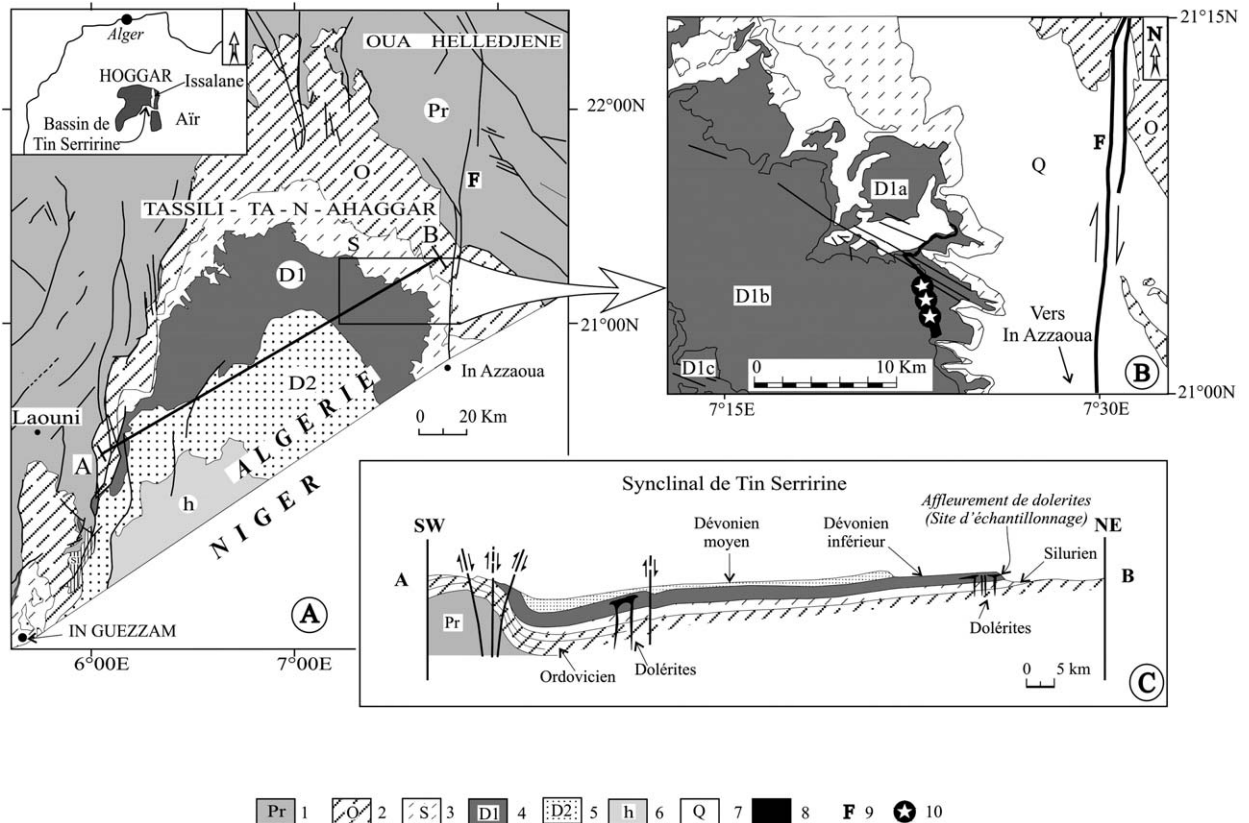 Alger
HOGGAR
Issalane
Aïr
Bassin de
Tin Serririne
OUA HELLEDJENE
Pr
22°00N
O
F
TASSILI - TA - N - AHAGGAR
S
B
D1
21°00N
D2
In Azzaoua
0 20 Km
Laouni
A
ALGERIE
NIGER
h
S
A
IN GUEZZAM
6°00E
7°00E
21°15N
N
O
F
Q
D1a
D1b
Vers
In Azzaoua
0 10 Km
D1c
B
21°00N
7°15E
7°30E
Synclinal de Tin Serririne
Affleurement de dolerites
(Site d'échantillonnage)
SW
NE
Dévonien
moyen
Dévonien
inférieur
Silurien
A
B
Pr
Dolérites
Ordovicien
Dolérites
0 5 km
C
Pr 1 O 2 S 3 D1 4 D2 5 h 6 Q 7 8 F 9 10